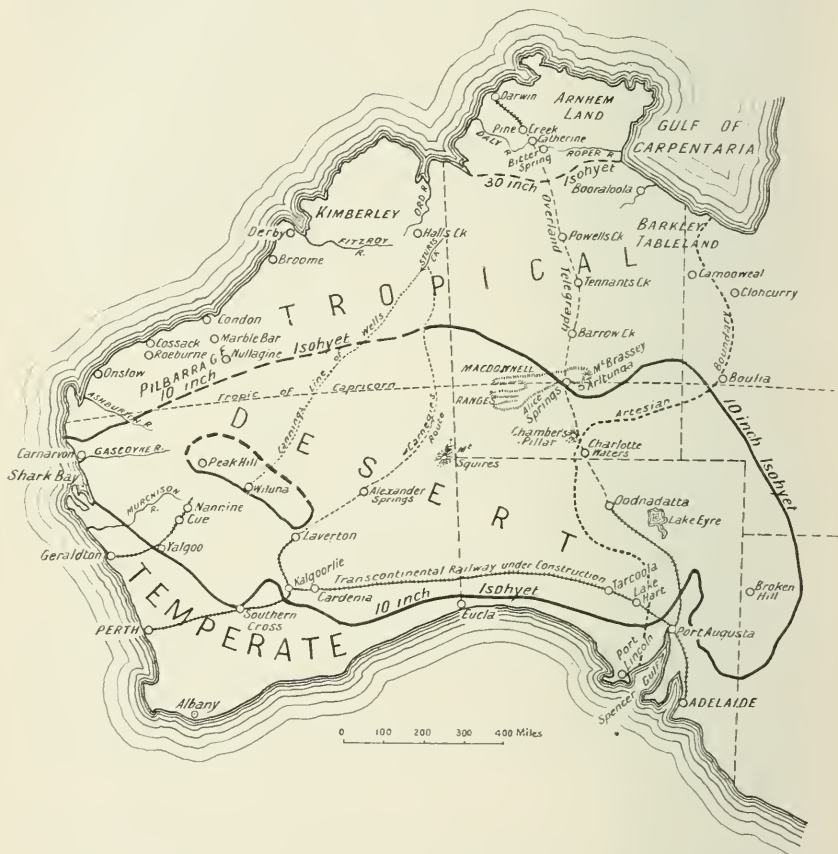 Darwin
ARNHEM
LAND
GULF OF
CARPENTARIA
Pine Creek
Catherine
DALY R.
Bitter
Spring
ROPER R.
30 inch Isohyet
Booraloola
KIMBERLEY
ORD R.
Derby
FITZROY
R.
Halls Ck
STURTS
CK
Broome
BARKLEY
TABLELAND
Powells Ck
Overland Telegraph
Camooweal
Cloncurry
TROPICAL
Tennants Ck
Condon
Cossack
Marble Bar
Roeburne
Nullagine
Barrow Ck
Onslow
PILBARRAGE
10 inch Isohyet
Cannings Line of Wells
MACDONNELL
RANGES
Mt Brassey
Arltunga
Alice
Springs
Boundary
Boulia
Tropic of Capricorn
ASHBURTON R.
Carnegies Route
Artesian
10 inch Isohyet
Carnarvon
GASCOYNE R.
DESERT
Chambers
Pillar
Charlotte
Waters
Shark Bay
Peak Hill
Mt
Squires
Wiluna
Alexander
Springs
MURCHISON
R.
Nannine
Cue
Oodnadatta
Lake Eyre
Geraldton
Yalgoo
Laverton
Kalgoorlie
Transcontinental Railway under Construction
Cardenia
Tarcoola
Lake
Hart
Broken
Hill
TEMPERATE
10 inch Isohyet
Southern
Cross
Eucla
PERTH
Port Augusta
Port
Lincoln
Spencer Gulf
Albany
ADELAIDE
0 100 200 300 400 Miles